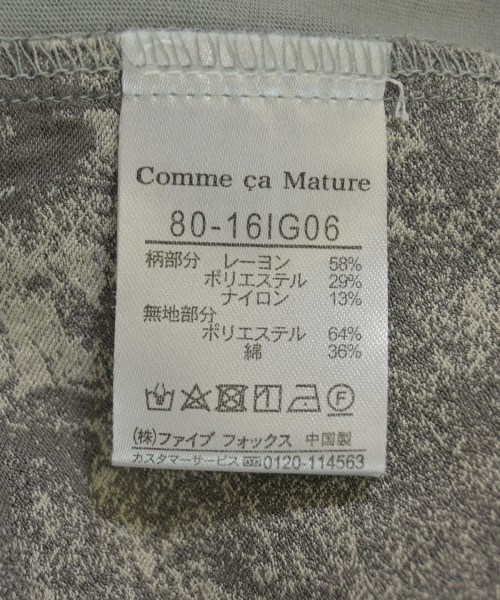 Comme ça Mature
80-16IG06
柄部分 レーヨン 58%
ポリエステル 29%
ナイロン 13%
無地部分
ポリエステル 64%
綿 36%
F
(株)ファイブ フォックス 中国製
カスタマーサービス 0120-114563